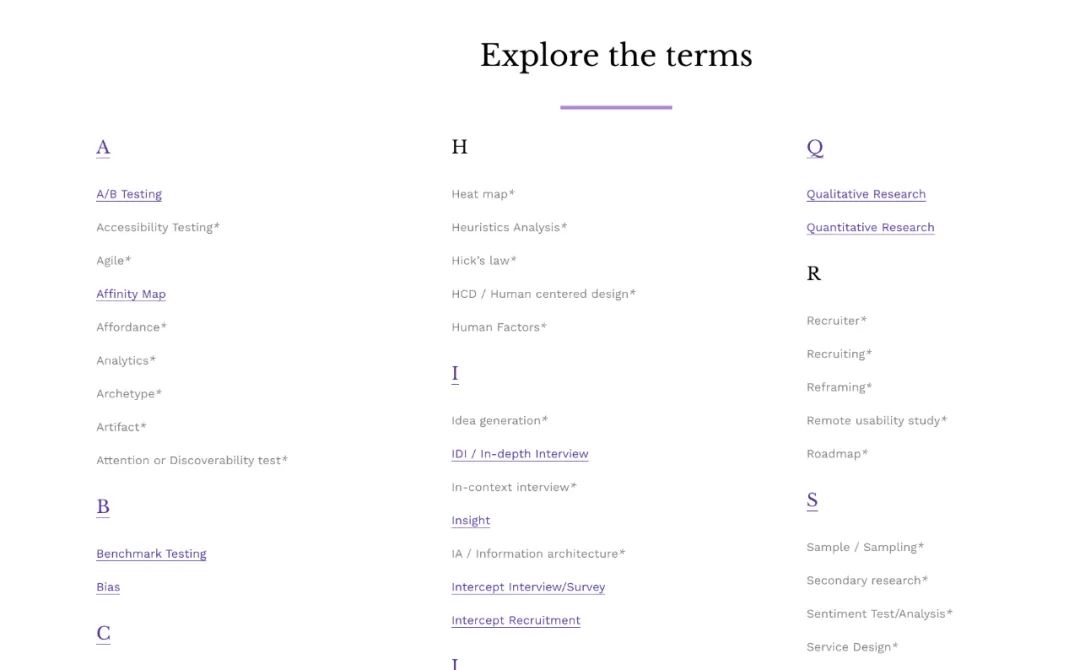 Explore the terms
A
A/B Testing
Accessibility Testing*
Agile*
Affinity Map
Affordance*
Analytics*
Archetype*
Artifact*
Attention or Discoverability test*
B
Benchmark Testing
Bias
C
H
Heat map*
Heuristics Analysis*
Hick’s law*
HCD / Human centered design*
Human Factors*
I
Idea generation*
IDI / In-depth Interview
In-context interview*
Insight
IA / Information architecture*
Intercept Interview/Survey
Intercept Recruitment
Q
Qualitative Research
Quantitative Research
R
Recruiter*
Recruiting*
Reframing*
Remote usability study*
Roadmap*
S
Sample / Sampling*
Secondary research*
Sentiment Test/Analysis*
Service Design*